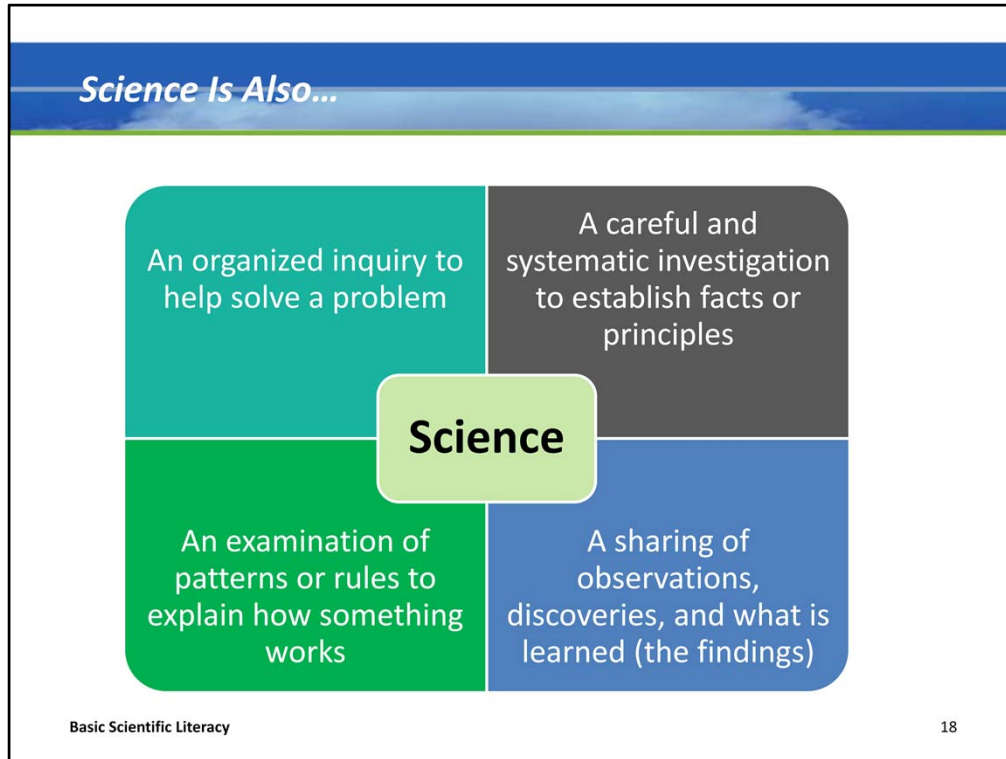 Science Is Also…
An organized inquiry to
help solve a problem
A careful and
systematic investigation
to establish facts or
principles
Science
An examination of
patterns or rules to
explain how something
works
A sharing of
observations,
discoveries, and what is
learned (the findings)
Basic Scientific Literacy
18